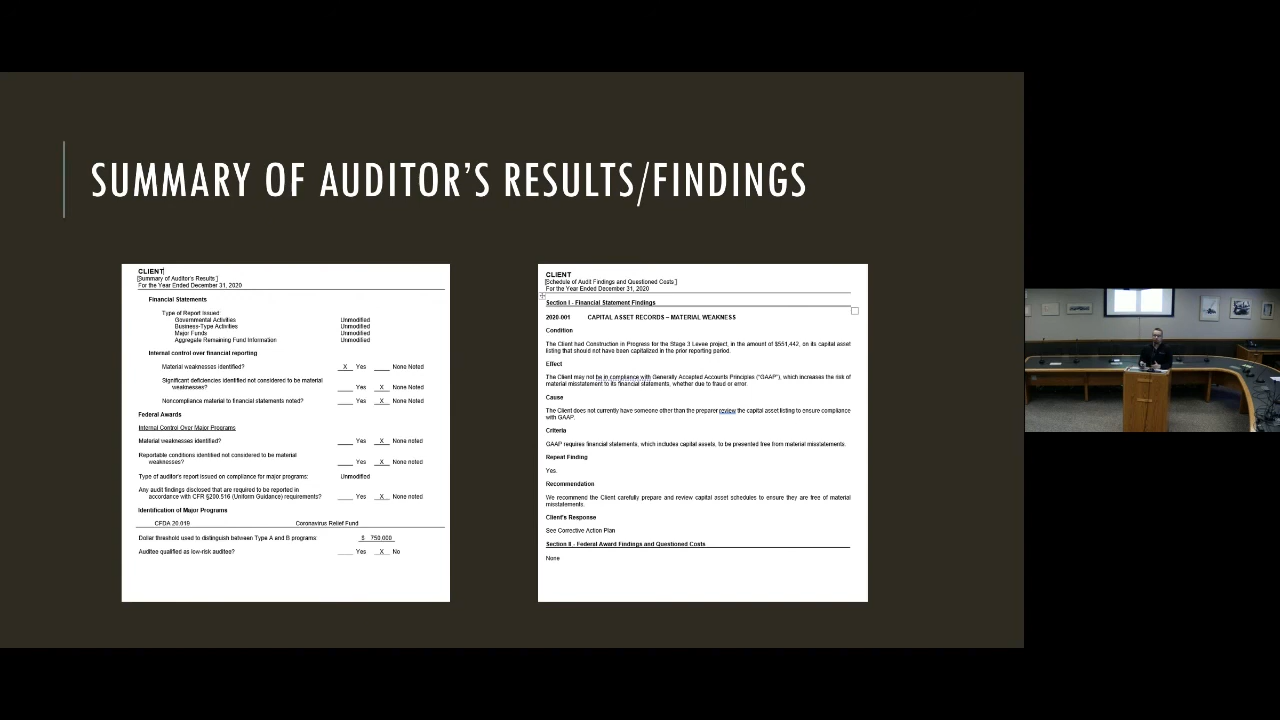 SUMMARY OF AUDITOR'S RESULTS/FINDINGS
CLIENT
[Summary of Auditor's Results]
For the Year Ended December 31, 2020
Financial Statements
Type of Report Issued
Governmental Activities Unmodified
Business-Type Activities Unmodified
Major Funds Unmodified
Aggregate Remaining Fund Information Unmodified
Internal control over financial reporting
Material weaknesses identified? X Yes ____ None Noted
Significant deficiencies identified not considered to be material
weaknesses? ____ Yes X None Noted
Noncompliance material to financial statements noted? ____ Yes X None Noted
Federal Awards
Internal Control Over Major Programs
Material weaknesses identified? ____ Yes X None noted
Reportable conditions identified not considered to be material
weaknesses? ____ Yes X None noted
Type of auditor's report issued on compliance for major programs: Unmodified
Any audit findings disclosed that are required to be reported in
accordance with CFR §200.516 (Uniform Guidance) requirements? ____ Yes X None noted
Identification of Major Programs
CFDA 20.019 Coronavirus Relief Fund
Dollar threshold used to distinguish between Type A and B programs: $ 750,000
Auditee qualified as low-risk auditee? ____ Yes X No
CLIENT
[Schedule of Audit Findings and Questioned Costs]
For the Year Ended December 31, 2020
Section I - Financial Statement Findings
2020-001 CAPITAL ASSET RECORDS – MATERIAL WEAKNESS
Condition
The Client had Construction in Progress for the Stage 3 Levee project, in the amount of $551,442, on its capital asset
listing that should not have been capitalized in the prior reporting period.
Effect
The Client may not be in compliance with Generally Accepted Accounts Principles ("GAAP"), which increases the risk of
material misstatement to its financial statements, whether due to fraud or error.
Cause
The Client does not currently have someone other than the preparer review the capital asset listing to ensure compliance
with GAAP.
Criteria
GAAP requires financial statements, which includes capital assets, to be presented free from material misstatements.
Repeat Finding
Yes.
Recommendation
We recommend the Client carefully prepare and review capital asset schedules to ensure they are free of material
misstatements.
Client's Response
See Corrective Action Plan
Section II - Federal Award Findings and Questioned Costs
None